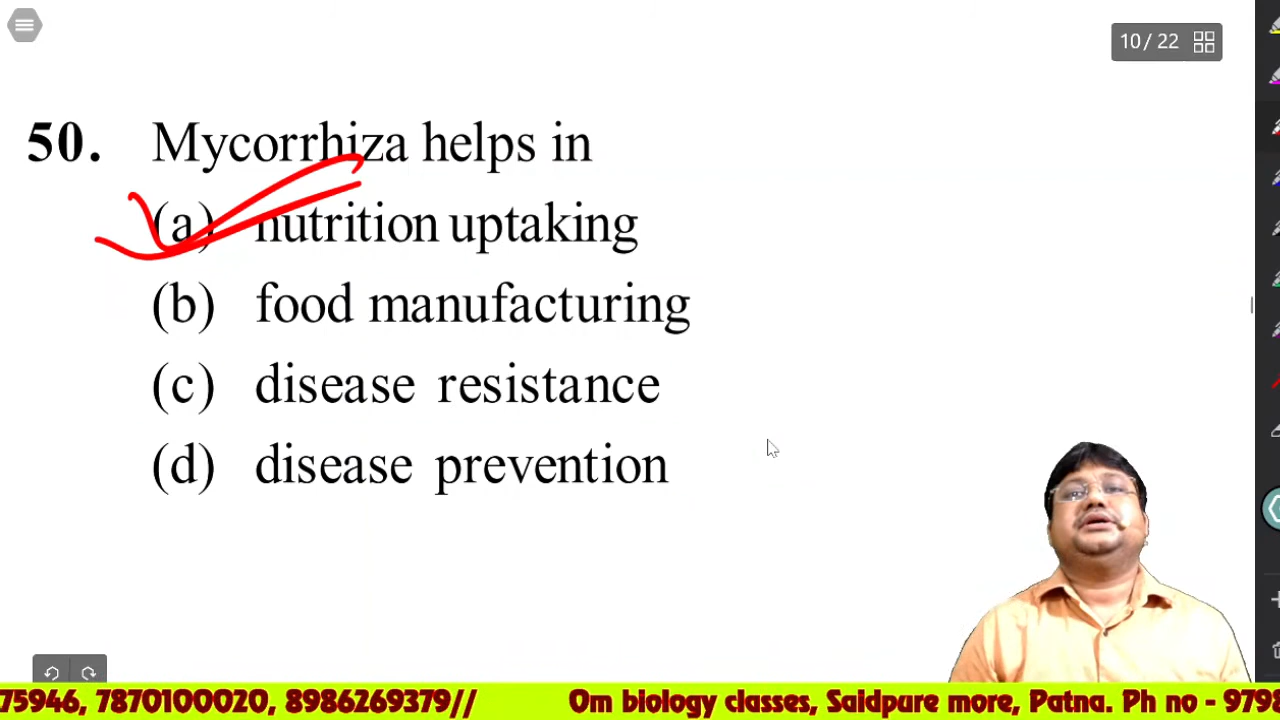 10/ 22
50. Mycorrhiza helps in
(a) nutrition uptaking
(b) food manufacturing
(c) disease resistance
(d) disease prevention
75946, 7870100020, 8986269379// Om biology classes, Saidpure more, Patna. Ph no - 9798